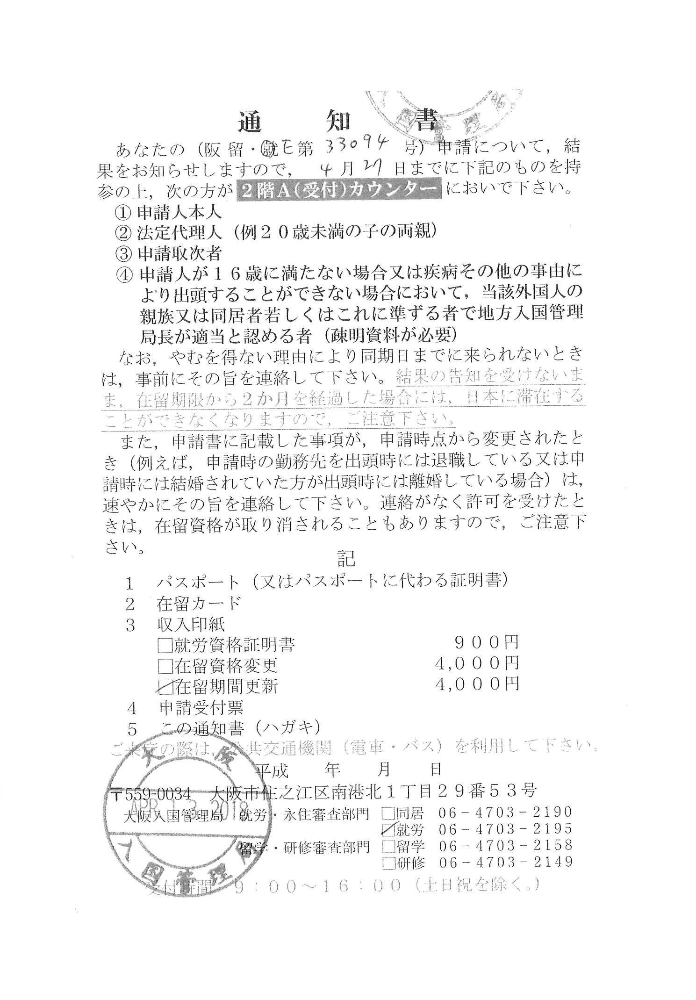 通知書
あなたの（阪留・就E第 33094 号）申請について，結
果をお知らせしますので， 4月27日までに下記のものを持
参の上，次の方が２階Ａ（受付）カウンターにおいで下さい。
① 申請人本人
② 法定代理人（例２０歳未満の子の両親）
③ 申請取次者
④ 申請人が１６歳に満たない場合又は疾病その他の事由に
より出頭することができない場合において，当該外国人の
親族又は同居者若しくはこれに準ずる者で地方入国管理
局長が適当と認める者（疎明資料が必要）
なお，やむを得ない理由により同期日までに来られないとき
は，事前にその旨を連絡して下さい。結果の告知を受けないま
ま，在留期限から２か月を経過した場合には，日本に滞在する
ことができなくなりますので，ご注意下さい。
また，申請書に記載した事項が，申請時点から変更されたと
き（例えば，申請時の勤務先を出頭時には退職している又は申
請時には結婚されていた方が出頭時には離婚している場合）は，
速やかにその旨を連絡して下さい。連絡がなく許可を受けたと
きは，在留資格が取り消されることもありますので，ご注意下
さい。
記
１ パスポート（又はパスポートに代わる証明書）
２ 在留カード
３ 収入印紙
□就労資格証明書 ９００円
□在留資格変更 ４,０００円
☑在留期間更新 ４,０００円
４ 申請受付票
５ この通知書（ハガキ）
ご来庁の際は，公共交通機関（電車・バス）を利用して下さい。
平成 年 月 日
〒559-0034 大阪市住之江区南港北１丁目２９番５３号
大阪入国管理局 就労・永住審査部門 □同居 06－4703－2190
☑就労 06－4703－2195
留学・研修審査部門 □留学 06－4703－2158
□研修 06－4703－2149
受付時間 ９：００～１６：００（土日祝を除く。）
大阪
APR 13 2018
入国管理局
国管理局